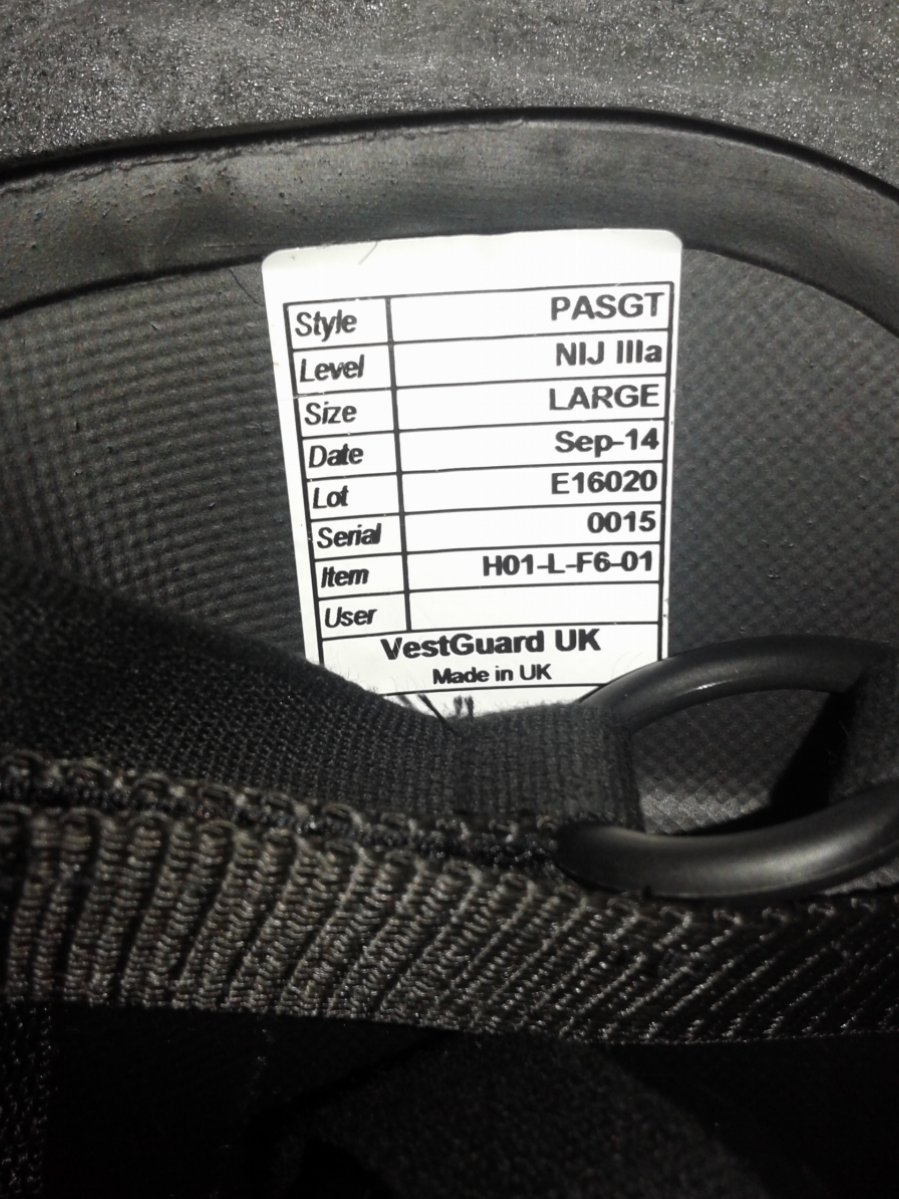 Style PASGT
Level NIJ IIIa
Size LARGE
Date Sep-14
Lot E16020
Serial 0015
Item H01-L-F6-01
User
VestGuard UK
Made in UK